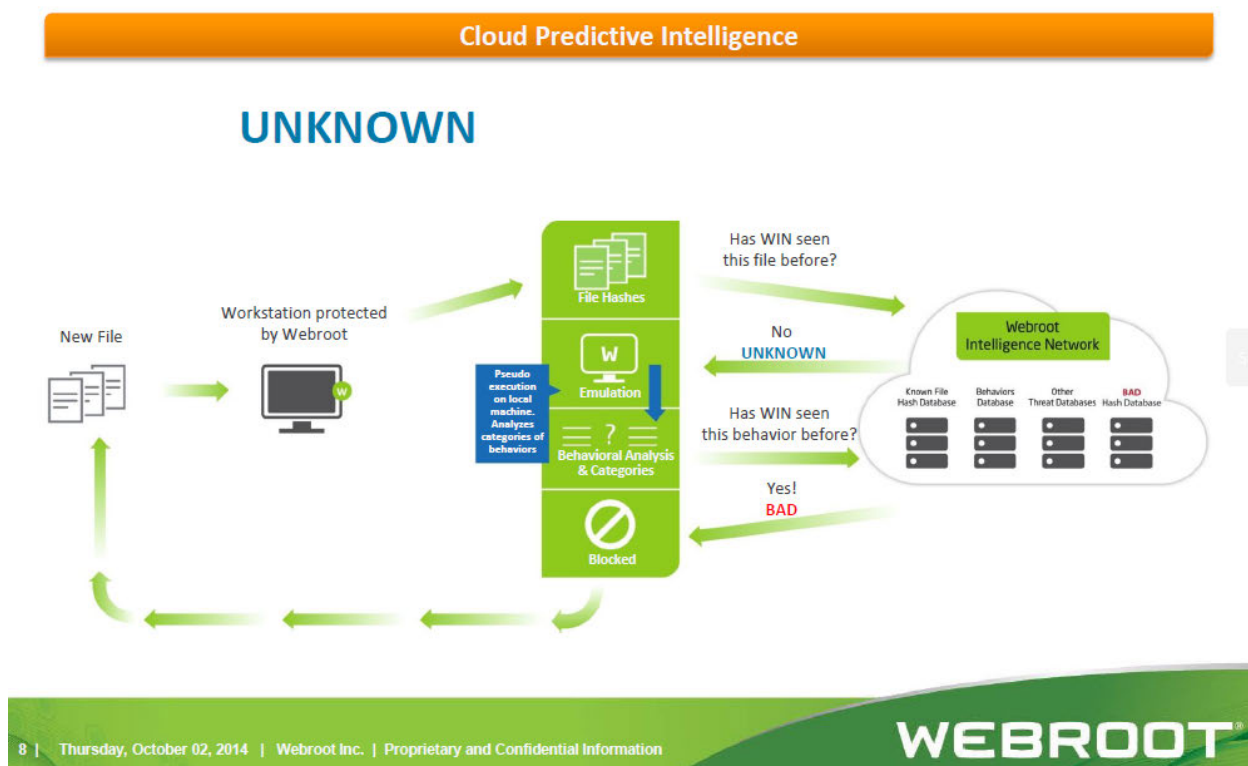 Cloud Predictive Intelligence
UNKNOWN
New File
Workstation protected
by Webroot
W
File Hashes
W
Emulation
Pseudo
execution
on local
machine.
Analyzes
categories of
behaviors
?
Behavioral Analysis
& Categories
Blocked
Has WIN seen
this file before?
No
UNKNOWN
Has WIN seen
this behavior before?
Yes!
BAD
Webroot
Intelligence Network
Known File
Hash Database
Behaviors
Database
Other
Threat Databases
BAD
Hash Database
8 | Thursday, October 02, 2014 | Webroot Inc. | Proprietary and Confidential Information
WEBROOT®